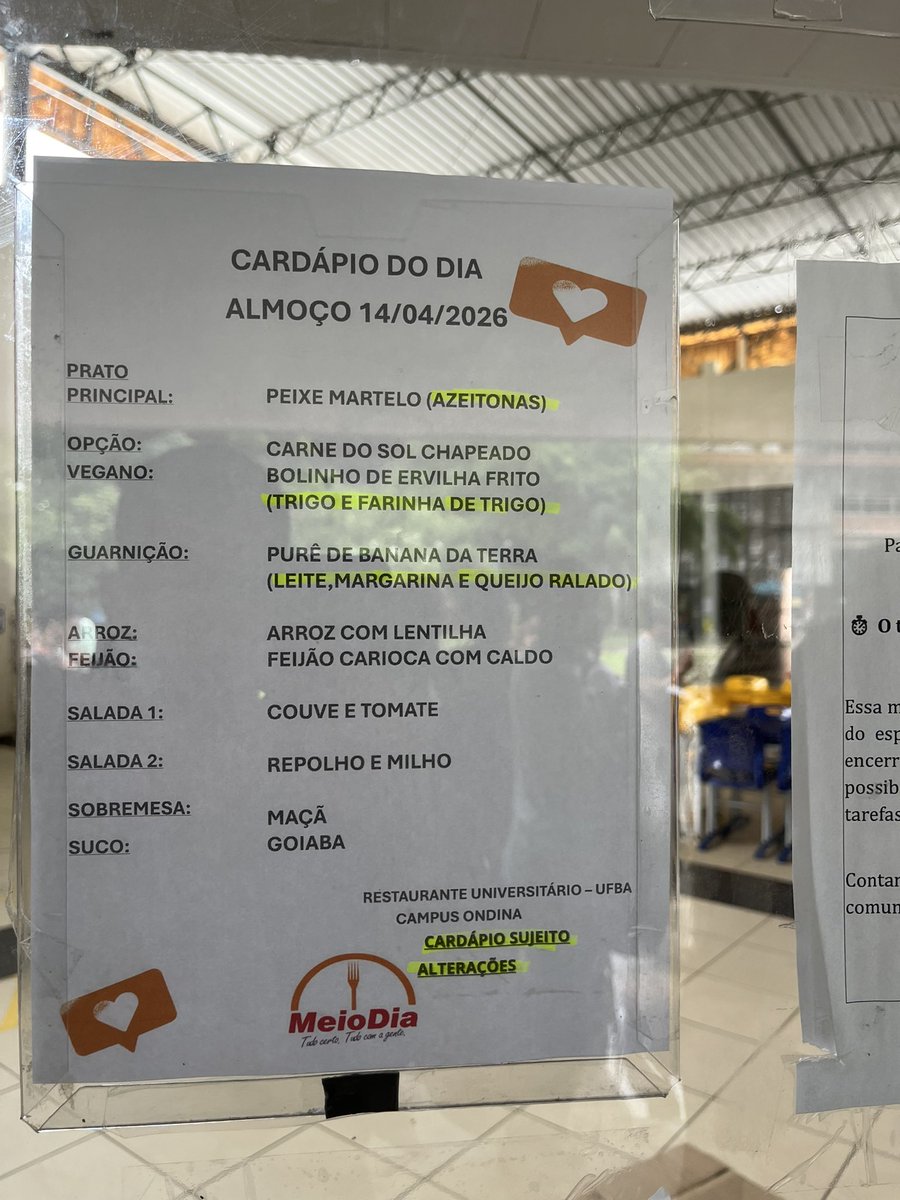 CARDÁPIO DO DIA
ALMOÇO 14/04/2026
PRATO
PRINCIPAL: PEIXE MARTELO (AZEITONAS)
OPÇÃO: CARNE DO SOL CHAPEADO
VEGANO: BOLINHO DE ERVILHA FRITO
(TRIGO E FARINHA DE TRIGO)
GUARNIÇÃO: PURÊ DE BANANA DA TERRA
(LEITE,MARGARINA E QUEIJO RALADO)
ARROZ: ARROZ COM LENTILHA
FEIJÃO: FEIJÃO CARIOCA COM CALDO
SALADA 1: COUVE E TOMATE
SALADA 2: REPOLHO E MILHO
SOBREMESA: MAÇÃ
SUCO: GOIABA
RESTAURANTE UNIVERSITÁRIO – UFBA
CAMPUS ONDINA
CARDÁPIO SUJEITO
ALTERAÇÕES
MeioDia
Tudo certo, Tudo com a gente.
O
Essa
do